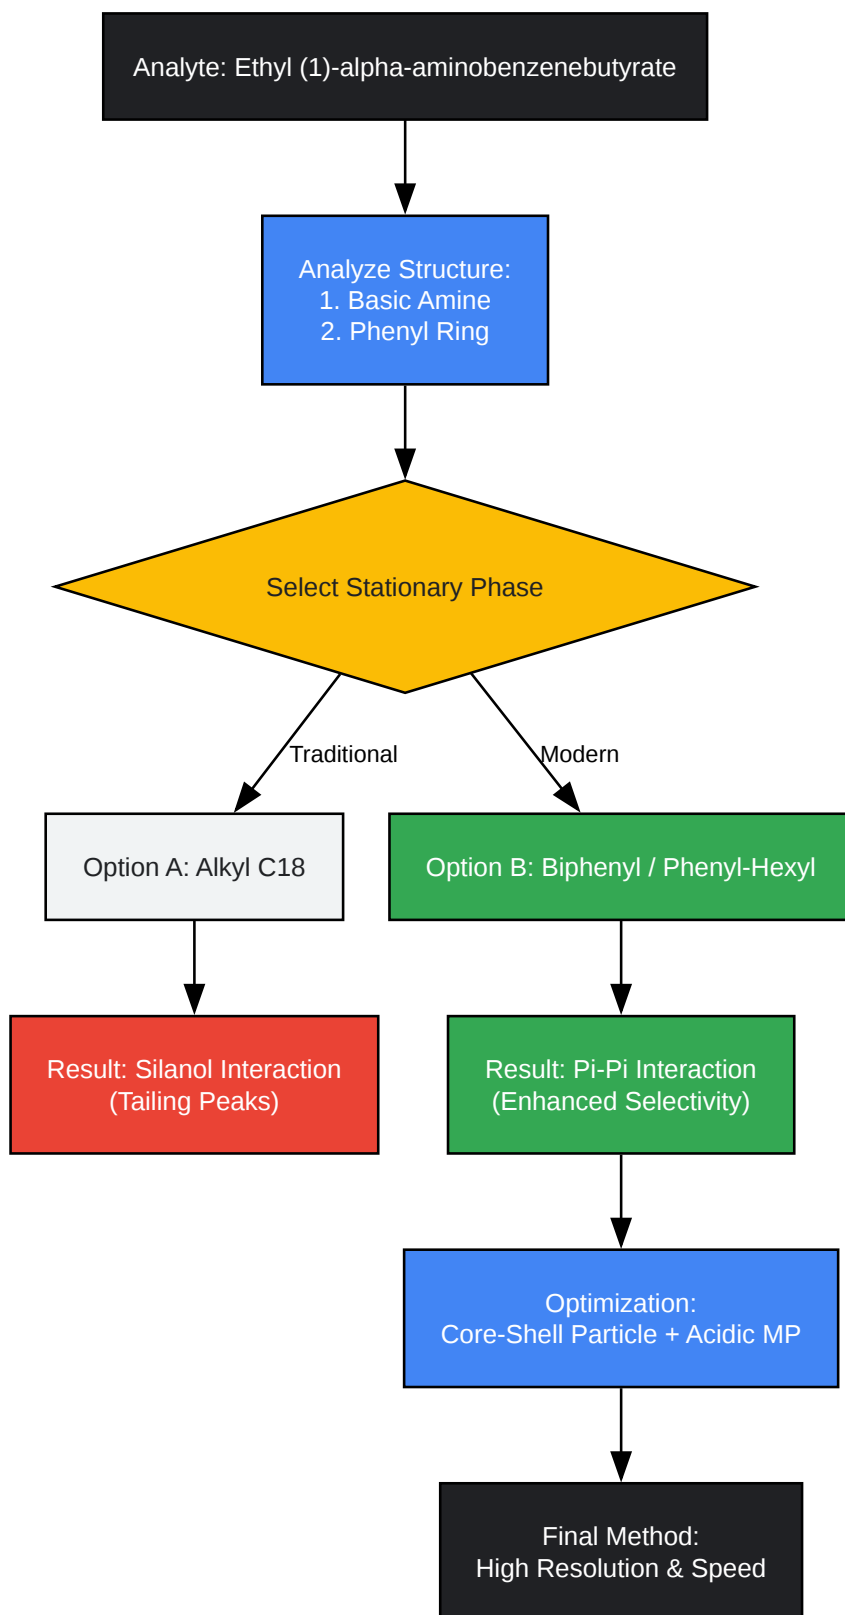 Analyte: Ethyl (1)-alpha-aminobenzenebutyrate
Analyze Structure:
1. Basic Amine
2. Phenyl Ring
Select Stationary Phase
Traditional
Modern
Option A: Alkyl C18
Option B: Biphenyl / Phenyl-Hexyl
Result: Silanol Interaction
(Tailing Peaks)
Result: Pi-Pi Interaction
(Enhanced Selectivity)
Optimization:
Core-Shell Particle + Acidic MP
Final Method:
High Resolution & Speed